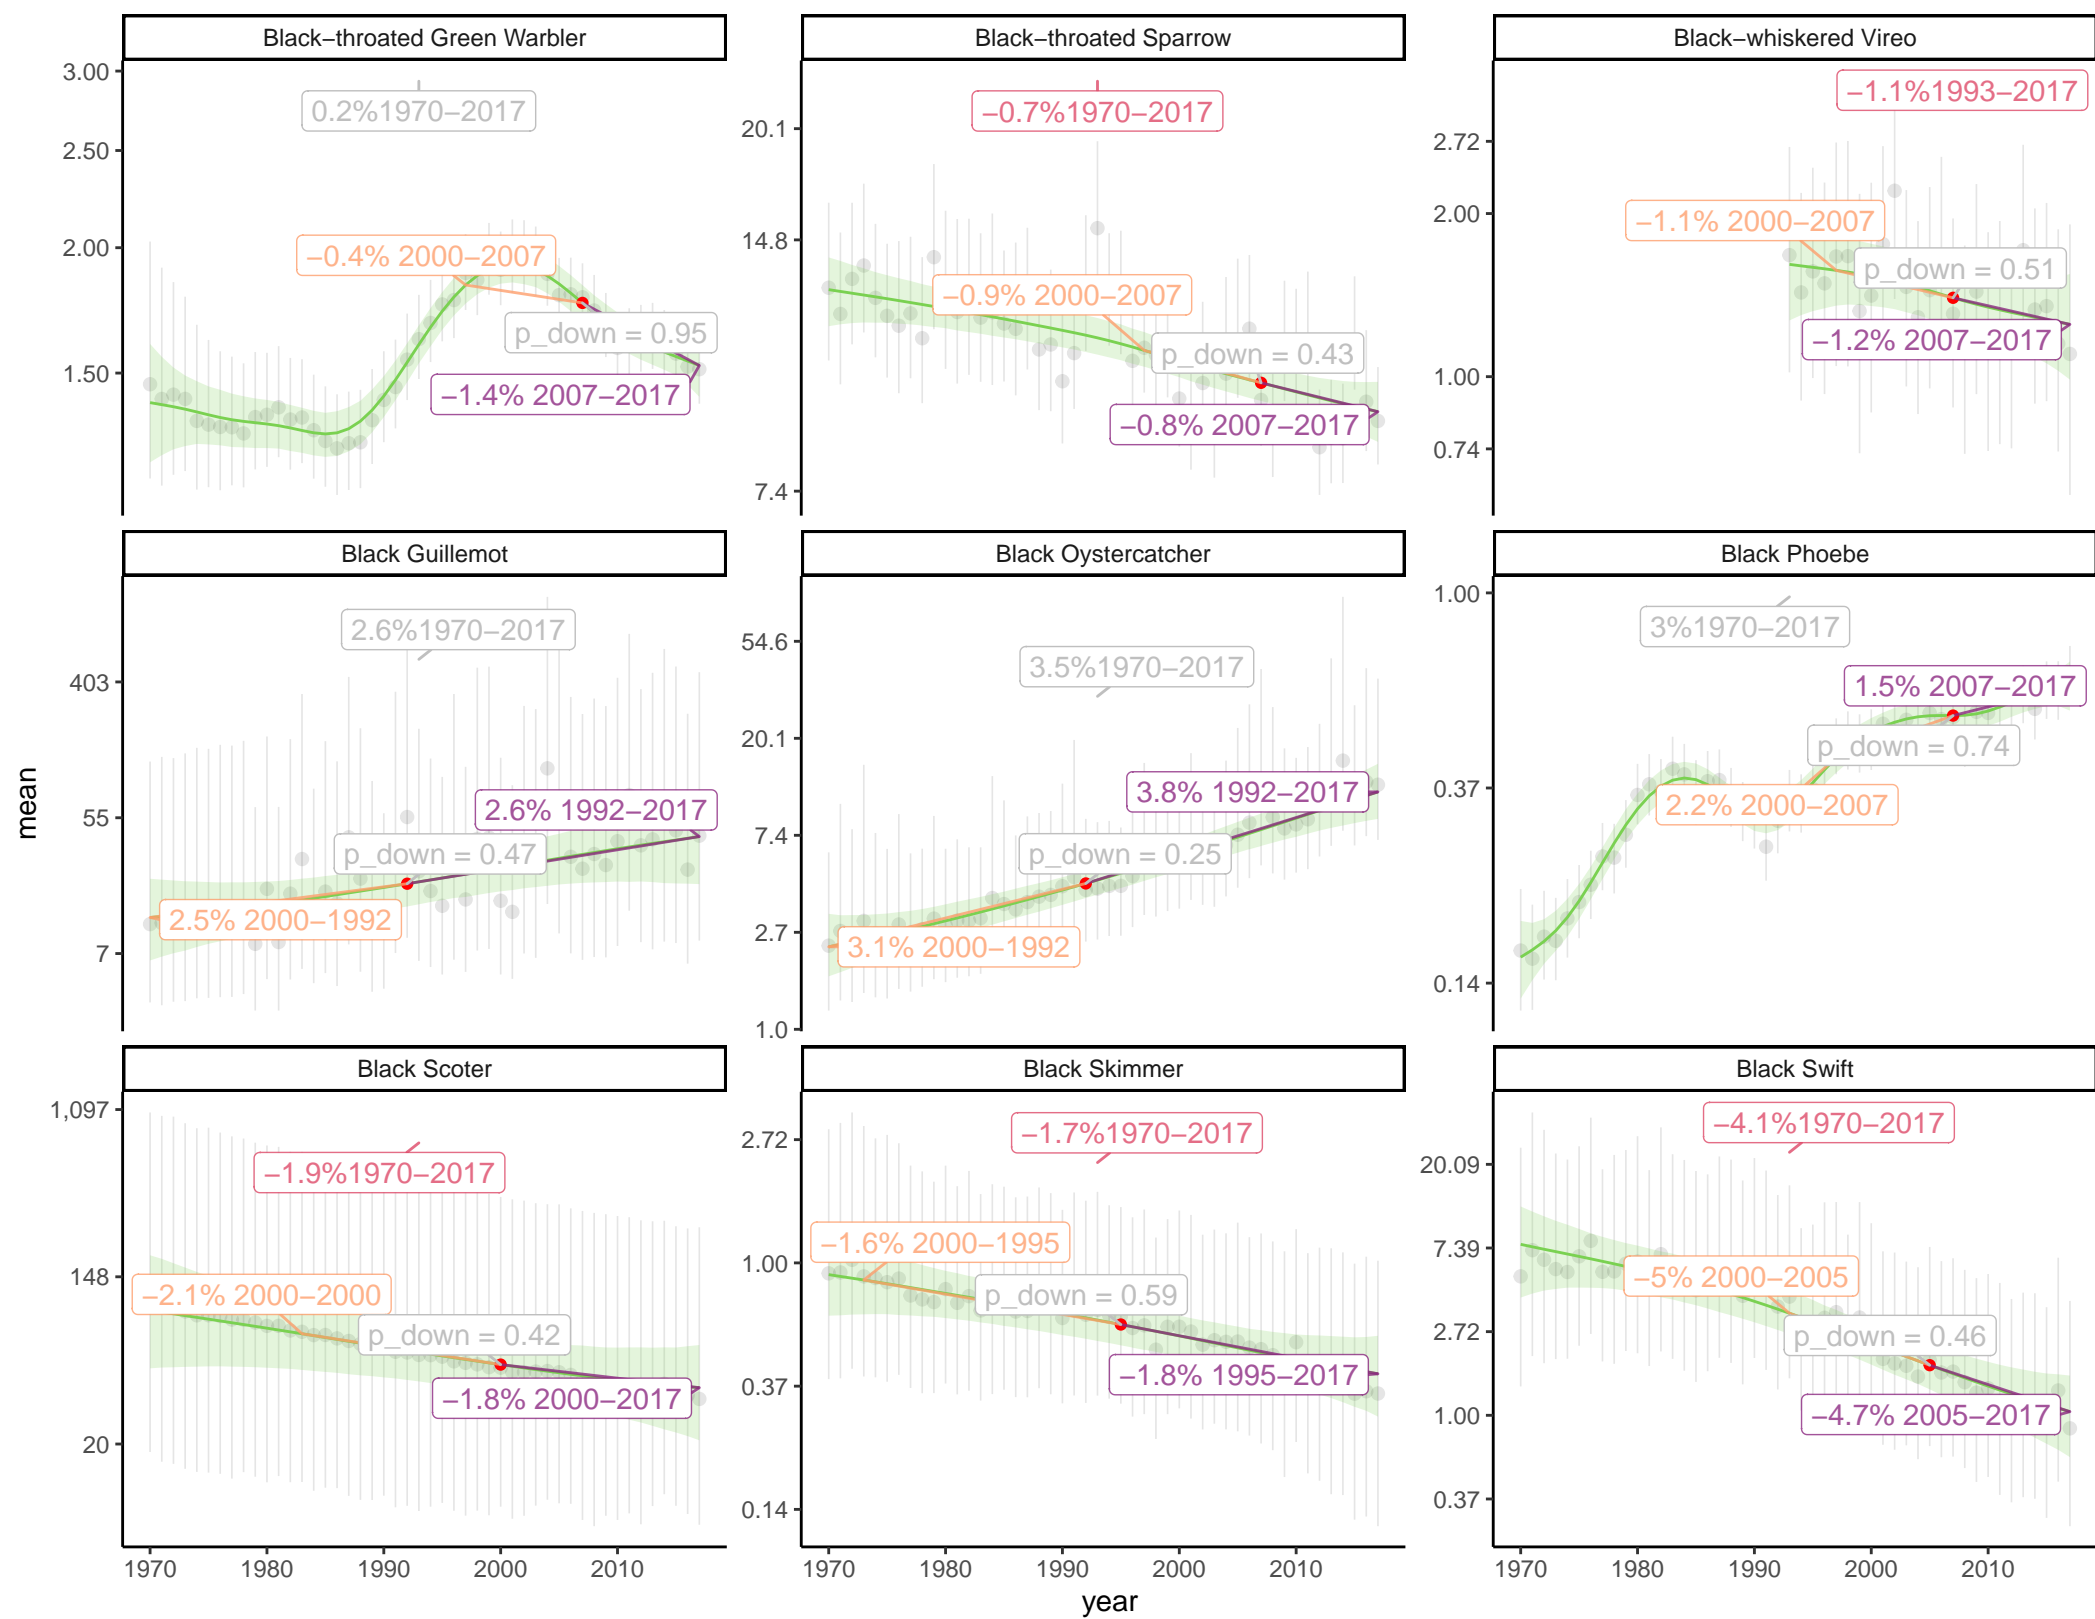 Black−throated Green Warbler
3.00
2.50
2.00
1.50
0.2%1970−2017
−0.4% 2000−2007
p_down = 0.95
−1.4% 2007−2017
Black−throated Sparrow
20.1
14.8
7.4
−0.7%1970−2017
−0.9% 2000−2007
p_down = 0.43
−0.8% 2007−2017
Black−whiskered Vireo
2.72
2.00
1.00
0.74
−1.1%1993−2017
−1.1% 2000−2007
p_down = 0.51
−1.2% 2007−2017
mean
Black Guillemot
403
55
7
2.6%1970−2017
2.6% 1992−2017
p_down = 0.47
2.5% 2000−1992
Black Oystercatcher
54.6
20.1
7.4
2.7
1.0
3.5%1970−2017
3.8% 1992−2017
p_down = 0.25
3.1% 2000−1992
Black Phoebe
1.00
0.37
0.14
3%1970−2017
1.5% 2007−2017
p_down = 0.74
2.2% 2000−2007
Black Scoter
1,097
148
20
−1.9%1970−2017
−2.1% 2000−2000
p_down = 0.42
−1.8% 2000−2017
1970 1980 1990 2000 2010
Black Skimmer
2.72
1.00
0.37
0.14
−1.7%1970−2017
−1.6% 2000−1995
p_down = 0.59
−1.8% 1995−2017
1970 1980 1990 2000 2010
Black Swift
20.09
7.39
2.72
1.00
0.37
−4.1%1970−2017
−5% 2000−2005
p_down = 0.46
−4.7% 2005−2017
1970 1980 1990 2000 2010
year